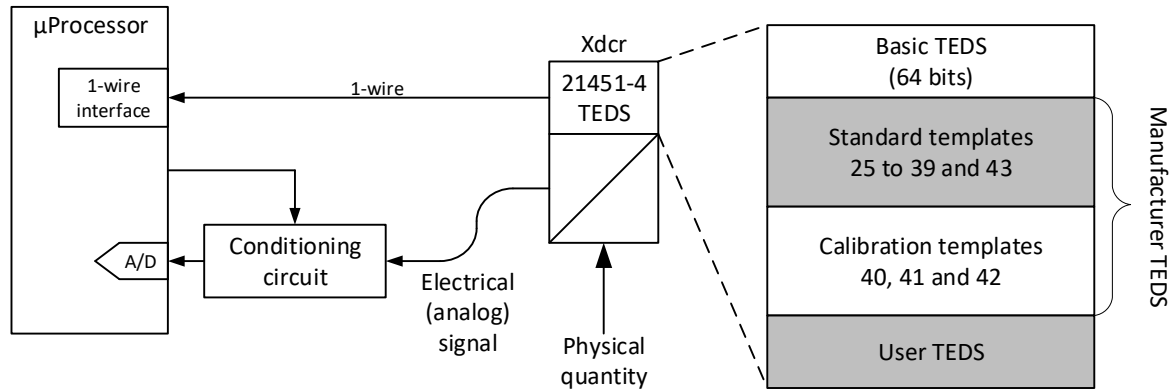 µProcessor
1-wire
interface
1-wire
Xdcr
21451-4
TEDS
A/D
Conditioning
circuit
Electrical
(analog)
signal
Physical
quantity
Basic TEDS
(64 bits)
Standard templates
25 to 39 and 43
Calibration templates
40, 41 and 42
User TEDS
Manufacturer TEDS